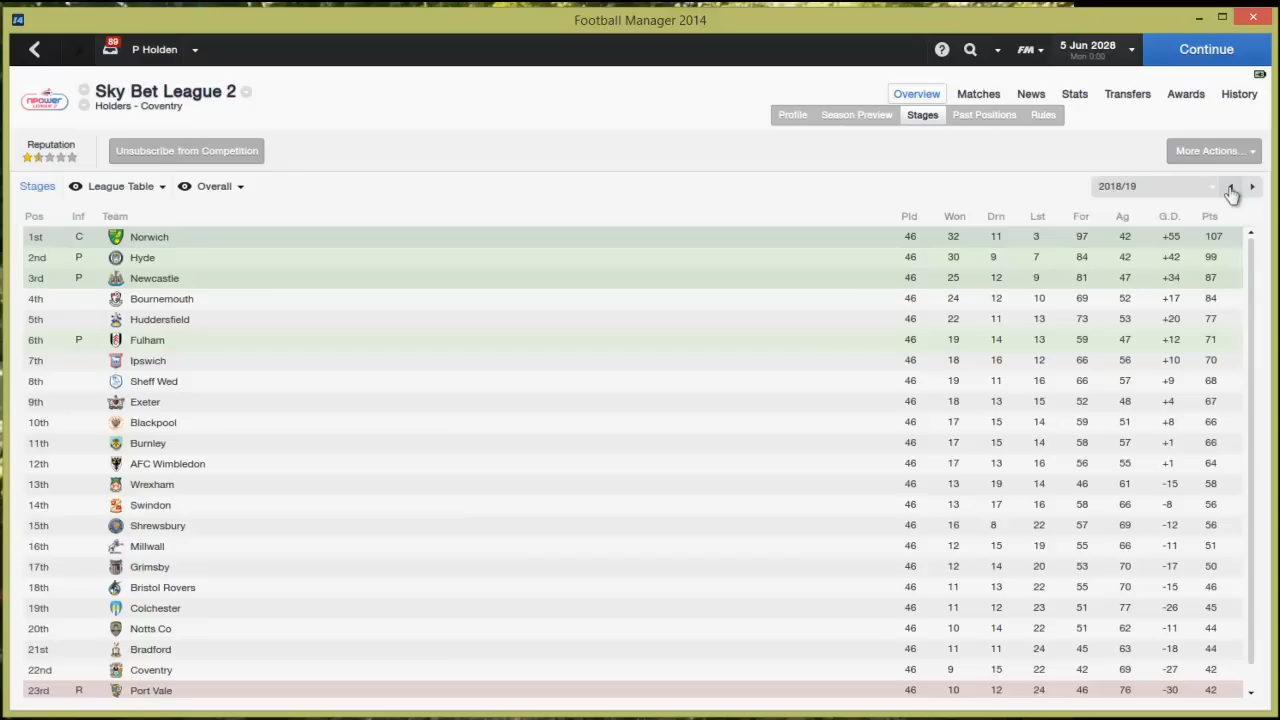 Football Manager 2014
89
P Holden
FM
5 Jun 2028
Mon 0:00
Continue
npower
LEAGUE 2
Sky Bet League 2
Holders - Coventry
Overview Matches News Stats Transfers Awards History
Profile Season Preview Stages Past Positions Rules
Reputation
Unsubscribe from Competition
More Actions...
Stages League Table Overall
2018/19
Pos Inf Team Pld Won Drn Lst For Ag G.D. Pts
1st C Norwich 46 32 11 3 97 42 +55 107
2nd P Hyde 46 30 9 7 84 42 +42 99
3rd P Newcastle 46 25 12 9 81 47 +34 87
4th Bournemouth 46 24 12 10 69 52 +17 84
5th Huddersfield 46 22 11 13 73 53 +20 77
6th P Fulham 46 19 14 13 59 47 +12 71
7th Ipswich 46 18 16 12 66 56 +10 70
8th Sheff Wed 46 19 11 16 66 57 +9 68
9th Exeter 46 18 13 15 52 48 +4 67
10th Blackpool 46 17 15 14 59 51 +8 66
11th Burnley 46 17 15 14 58 57 +1 66
12th AFC Wimbledon 46 17 13 16 56 55 +1 64
13th Wrexham 46 13 19 14 46 61 -15 58
14th Swindon 46 13 17 16 58 66 -8 56
15th Shrewsbury 46 16 8 22 57 69 -12 56
16th Millwall 46 12 15 19 55 66 -11 51
17th Grimsby 46 12 14 20 53 70 -17 50
18th Bristol Rovers 46 11 13 22 55 70 -15 46
19th Colchester 46 11 12 23 51 77 -26 45
20th Notts Co 46 10 14 22 51 62 -11 44
21st Bradford 46 11 11 24 45 63 -18 44
22nd Coventry 46 9 15 22 42 69 -27 42
23rd R Port Vale 46 10 12 24 46 76 -30 42